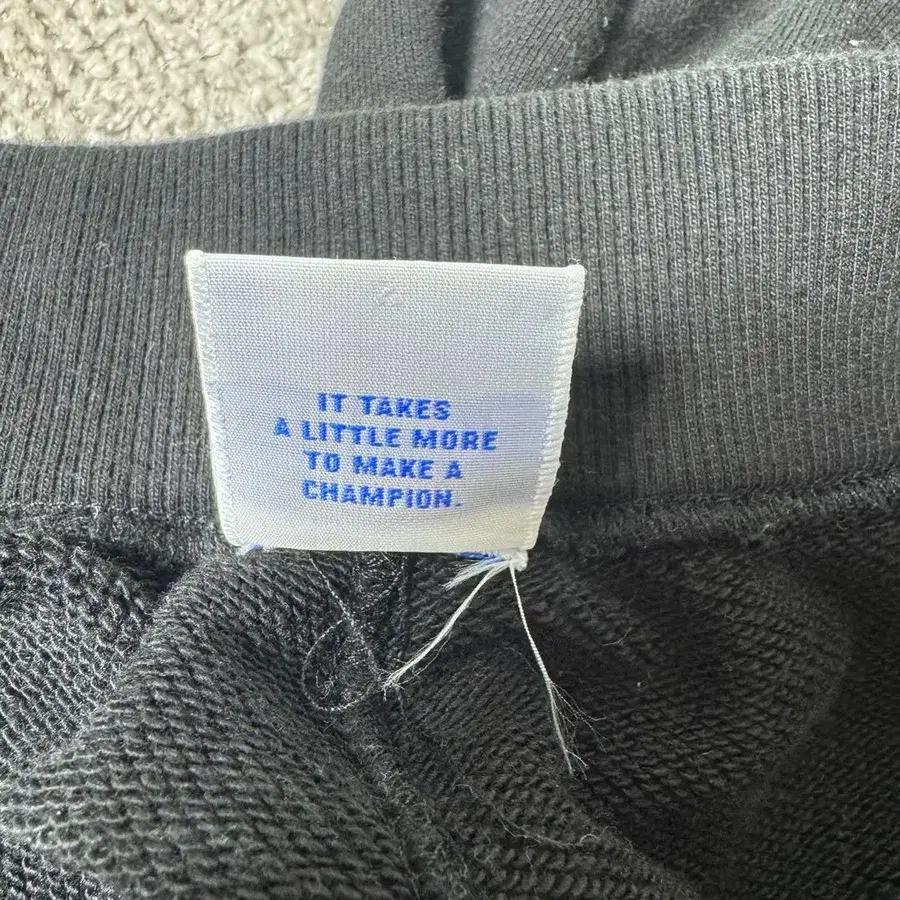 IT TAKES
A LITTLE MORE
TO MAKE A
CHAMPION.